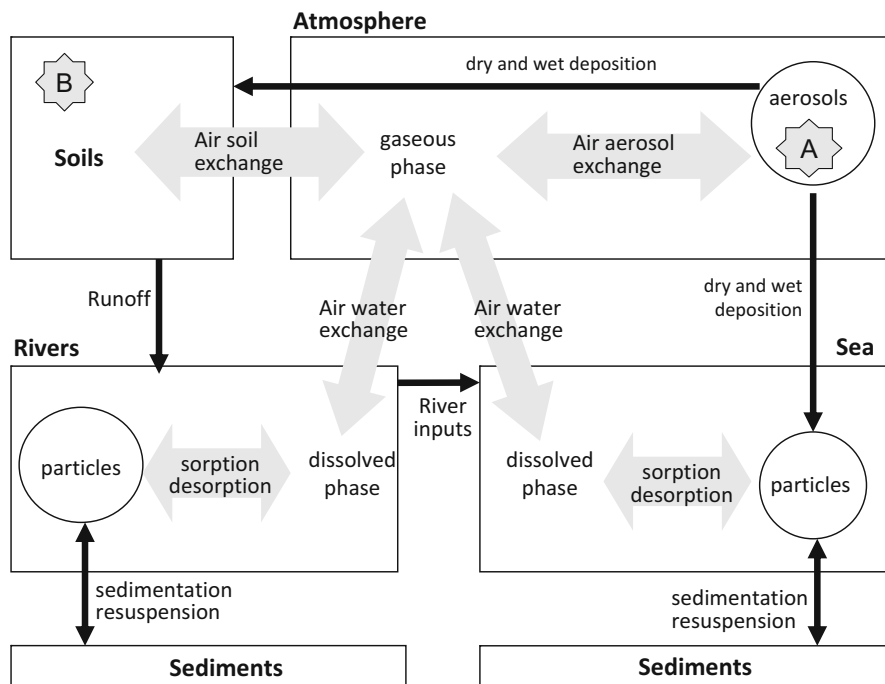 Atmosphere
B
dry and wet deposition
aerosols
A
Soils
Air soil
exchange
gaseous
phase
Air aerosol
exchange
Runoff
Air water
exchange
Air water
exchange
dry and wet
deposition
Rivers
Sea
River
inputs
particles
sorption
desorption
dissolved
phase
dissolved
phase
sorption
desorption
particles
sedimentation
resuspension
sedimentation
resuspension
Sediments
Sediments